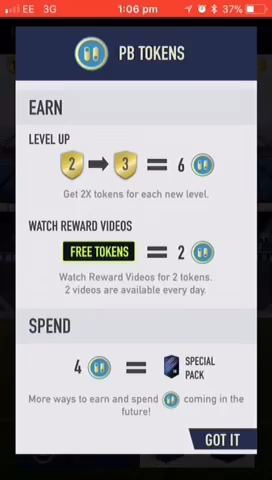 EE 3G 1:06 pm 37%
PB TOKENS
EARN
LEVEL UP
2 3 = 6
Get 2X tokens for each new level.
WATCH REWARD VIDEOS
FREE TOKENS = 2
Watch Reward Videos for 2 tokens.
2 videos are available every day.
SPEND
4 = SPECIAL
PACK
More ways to earn and spend coming in the
future!
GOT IT